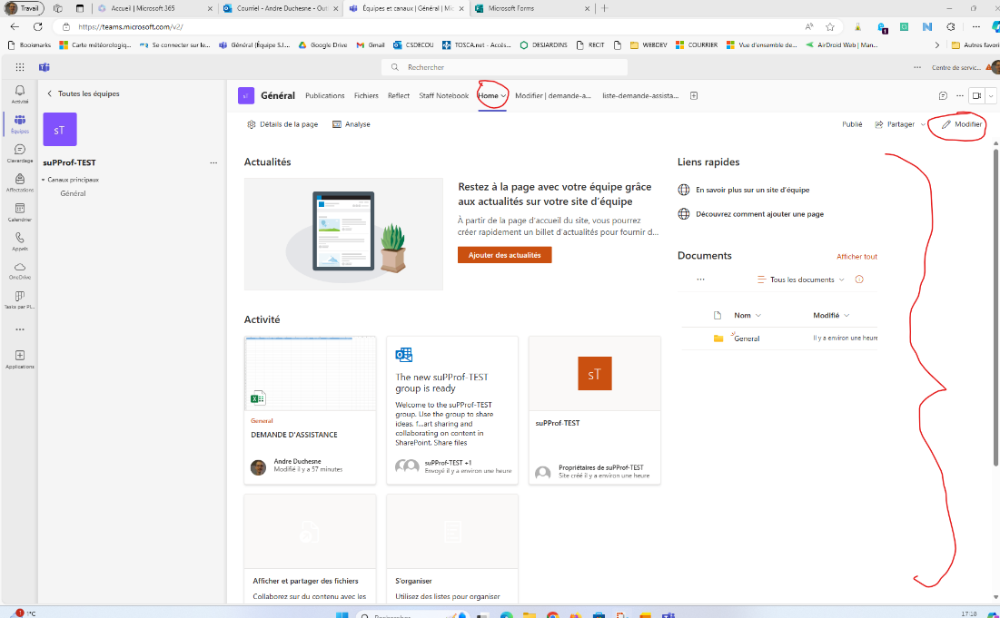 Travail
Accueil | Microsoft 365
Courriel - Andre Duchesne - Outl
Équipes et canaux | Général | Mic
Microsoft Forms
https://teams.microsoft.com/v2/
Bookmarks
Carte météorologiq...
Se connecter sur le...
Général (Équipe S.I....
Google Drive
Gmail
CSDECOU
TOSCA.net - Accès...
DESJARDINS
RECIT
WEBDEV
COURRIER
Vue d'ensemble de...
AirDroid Web | Man...
Autres favoris
Rechercher
Centre de servic...
Activité
Équipes
Clavardage
Affectations
Calendrier
Appels
OneDrive
Tasks par Pl...
Applications
Toutes les équipes
sT
suPProf-TEST
Canaux principaux
Général
sT
Général
Publications
Fichiers
Reflect
Staff Notebook
Home
Modifier | demande-a...
liste-demande-assista...
Détails de la page
Analyse
Publié
Partager
Modifier
Actualités
Restez à la page avec votre équipe grâce
aux actualités sur votre site d'équipe
À partir de la page d'accueil du site, vous pourrez
créer rapidement un billet d'actualités pour fournir d...
Ajouter des actualités
Liens rapides
En savoir plus sur un site d'équipe
Découvrez comment ajouter une page
Documents
Afficher tout
Tous les documents
Nom
Modifié
General
Il y a environ une heure
Activité
General
DEMANDE D'ASSISTANCE
Andre Duchesne
Modifié il y a 57 minutes
The new suPProf-TEST
group is ready
Welcome to the suPProf-TEST
group. Use the group to share
ideas, f...art sharing and
collaborating on content in
SharePoint. Share files
suPProf-TEST +1
Envoyé il y a environ une heure
sT
suPProf-TEST
Propriétaires de suPProf-TEST
Site créé il y a environ une heure
Afficher et partager des fichiers
Collaborez sur du contenu avec les
S'organiser
Utilisez des listes pour organiser
1
1°C
Rechercher
17:10